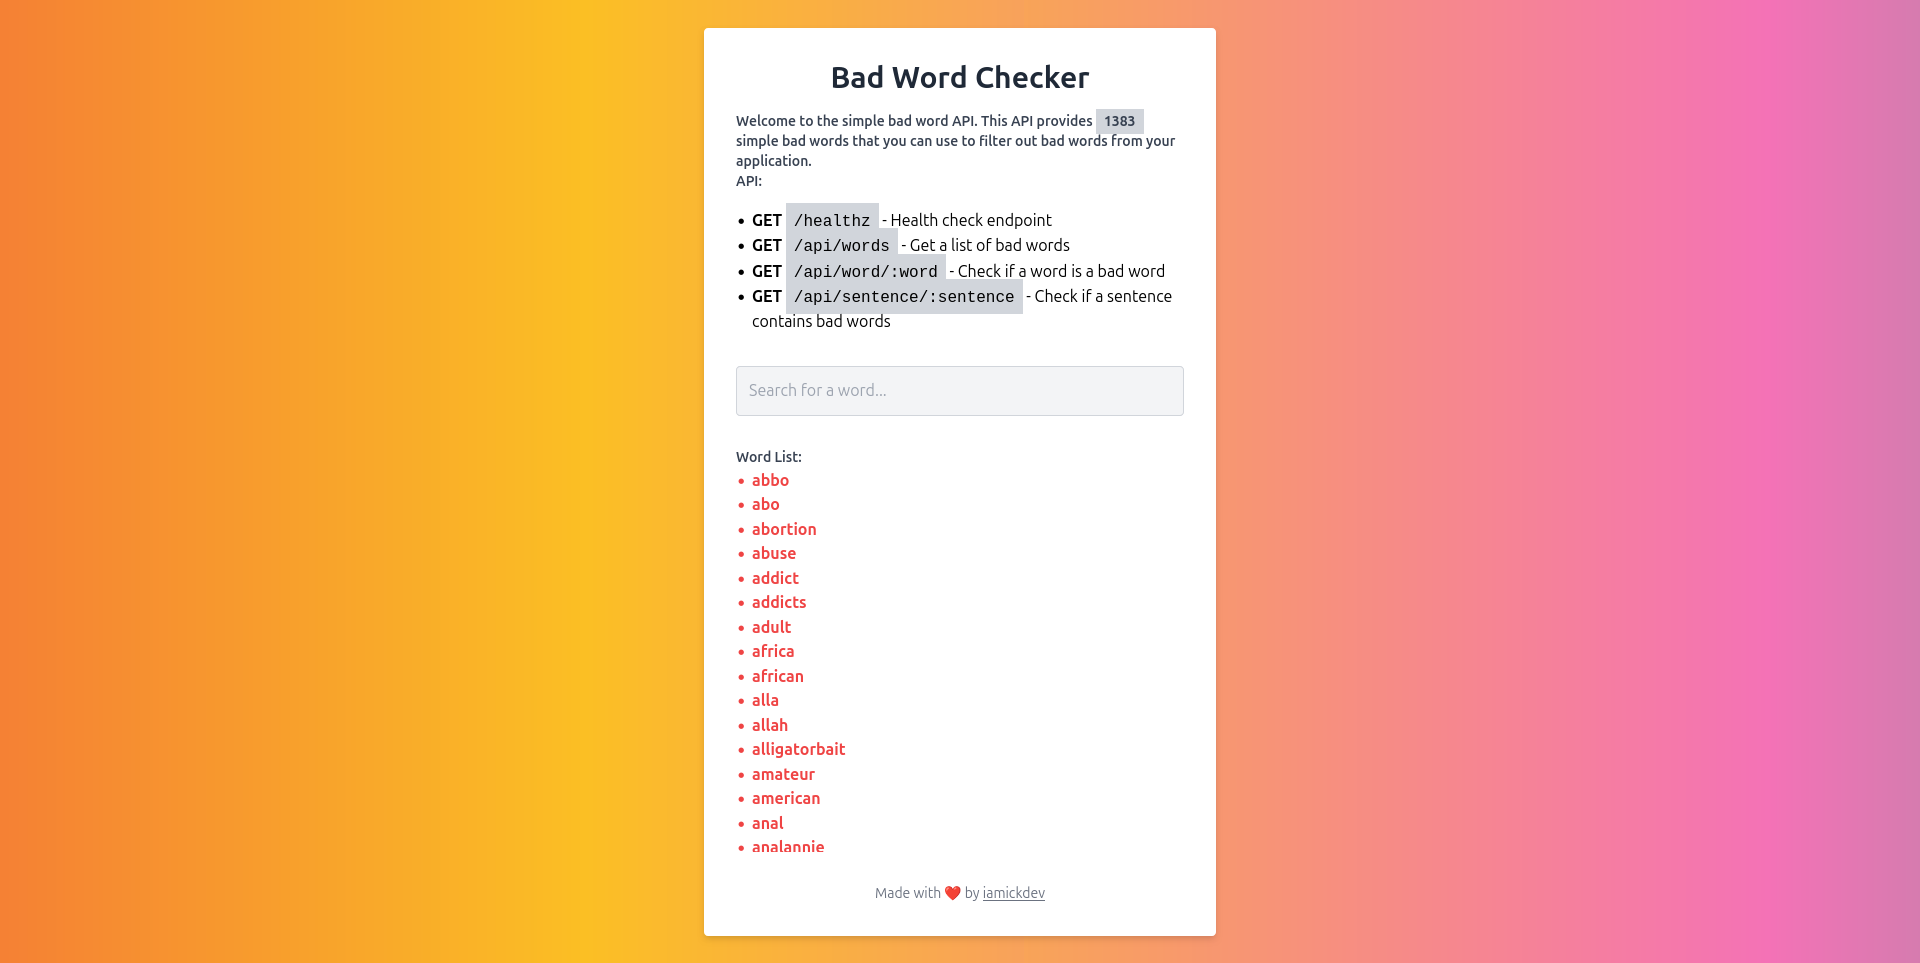 Bad Word Checker
Welcome to the simple bad word API. This API provides 1383
simple bad words that you can use to filter out bad words from your
application.
API:
• GET /healthz - Health check endpoint
• GET /api/words - Get a list of bad words
• GET /api/word/:word - Check if a word is a bad word
• GET /api/sentence/:sentence - Check if a sentence
contains bad words
Search for a word...
Word List:
• abbo
• abo
• abortion
• abuse
• addict
• addicts
• adult
• africa
• african
• alla
• allah
• alligatorbait
• amateur
• american
• anal
• analannie
Made with ❤️ by iamickdev